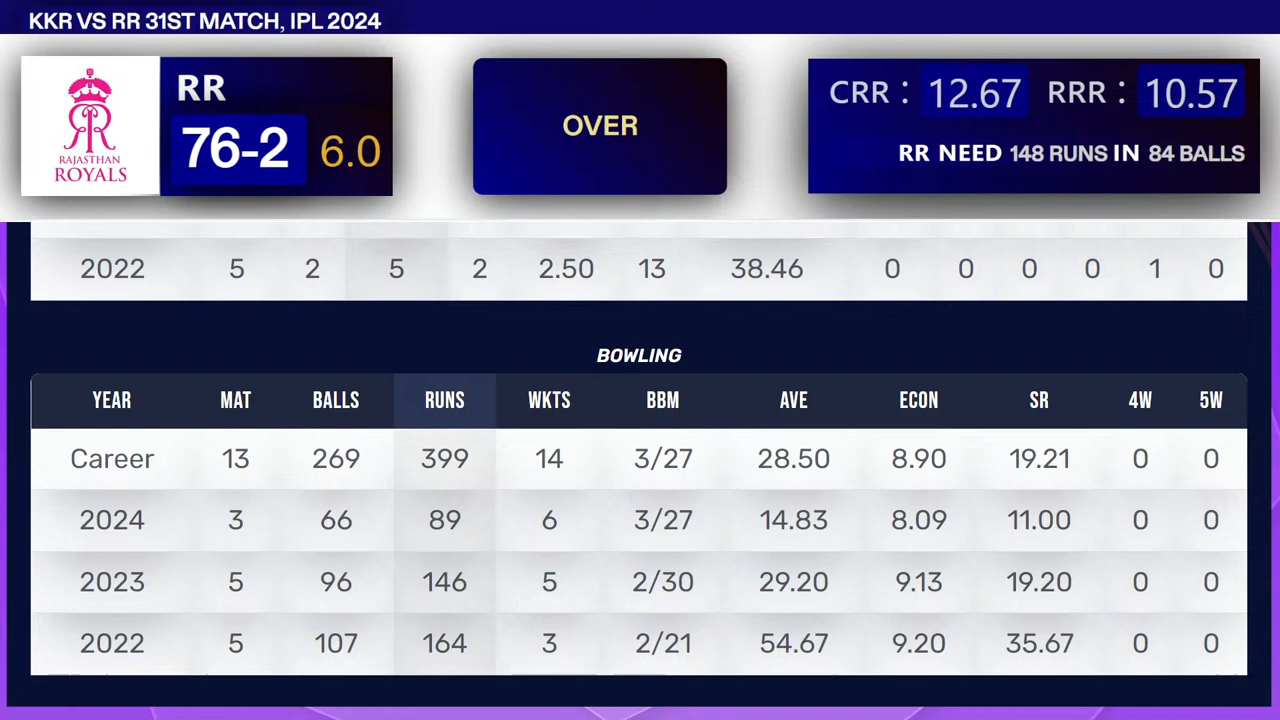 KKR VS RR 31ST MATCH, IPL 2024
RAJASTHAN
ROYALS
RR
76-2 6.0
OVER
CRR : 12.67 RRR : 10.57
RR NEED 148 RUNS IN 84 BALLS
2022 5 2 5 2 2.50 13 38.46 0 0 0 0 1 0
BOWLING
YEAR MAT BALLS RUNS WKTS BBM AVE ECON SR 4W 5W
Career 13 269 399 14 3/27 28.50 8.90 19.21 0 0
2024 3 66 89 6 3/27 14.83 8.09 11.00 0 0
2023 5 96 146 5 2/30 29.20 9.13 19.20 0 0
2022 5 107 164 3 2/21 54.67 9.20 35.67 0 0